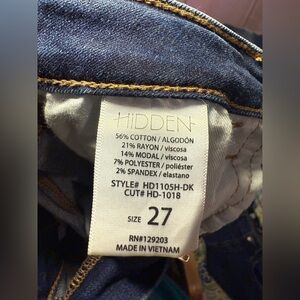 HIDDEN
56% COTTON / ALGODÓN
21% RAYON / viscosa
14% MODAL / viscosa
7% POLYESTER / poliéster
2% SPANDEX / elastano
STYLE# HD1105H-DK
CUT# HD-1018
SIZE 27
RN#129203
MADE IN VIETNAM